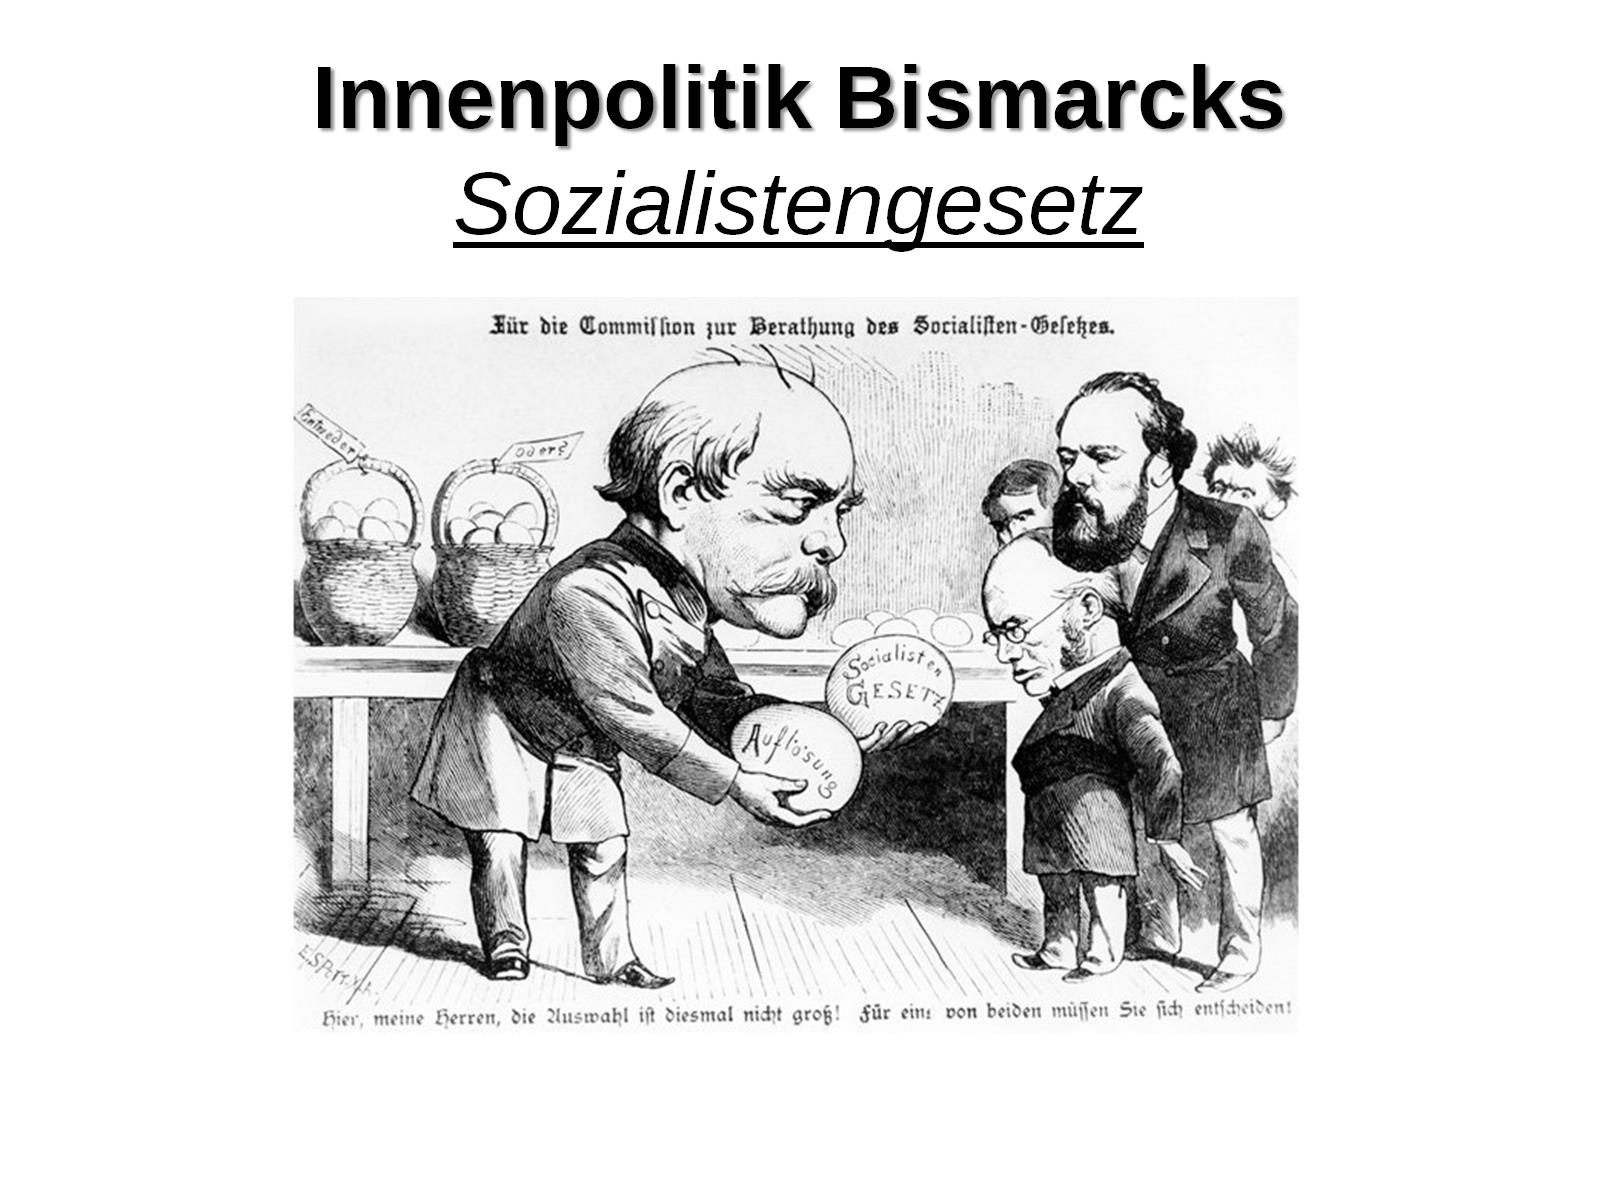 Innenpolitik Bismarcks
Sozialistengesetz
Für die Commission zur Berathung des Socialisten-Gesetzes.
Entweder
oder?
Socialisten
GESETZ
Auflösung
Hier, meine Herren, die Auswahl ist diesmal nicht groß! Für eins von beiden müssen Sie sich entscheiden!